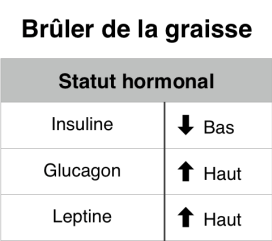 Brûler de la graisse
Statut hormonal
Insuline ⬇ Bas
Glucagon ⬆ Haut
Leptine ⬆ Haut